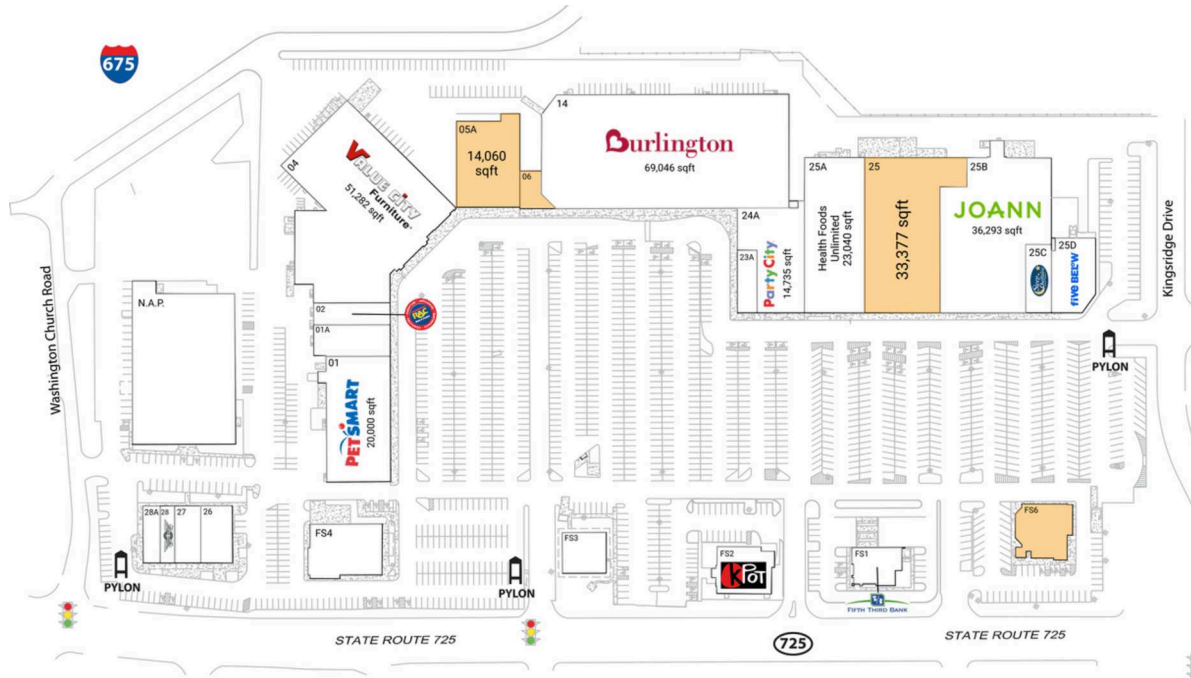 675
14
Burlington
69,046 sqft
05A
14,060
sqft
06
04
VALUE CITY
Furniture
51,282 sqft
25A
Health Foods
Unlimited
23,040 sqft
25
33,377 sqft
25B
JOANN
36,293 sqft
24A
23A
Party City
14,735 sqft
25C
25D
five BEL°W
Washington Church Road
Kingsridge Drive
N.A.P.
02
RAC
01A
01
PETSMART
20,000 sqft
PYLON
28A
28
27
26
FS4
FS3
FS2
KPOT
FS1
FIFTH THIRD BANK
FS6
PYLON
PYLON
STATE ROUTE 725
725
STATE ROUTE 725